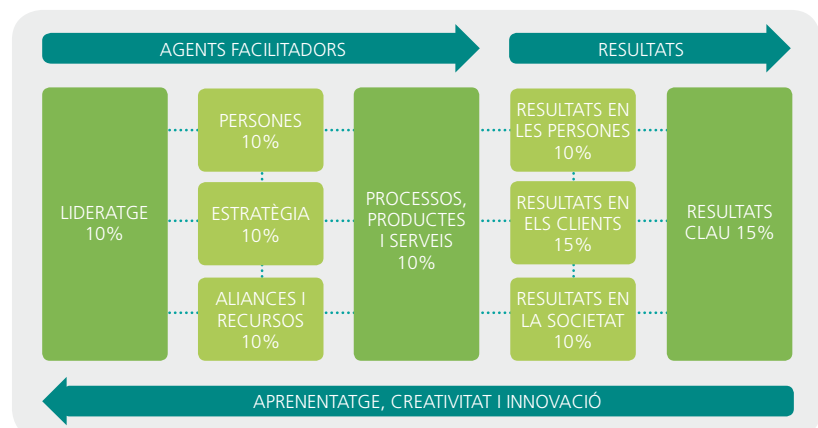 AGENTS FACILITADORS
RESULTATS
LIDERATGE
10%
PERSONES
10%
ESTRATÈGIA
10%
ALIANCES I
RECURSOS
10%
PROCESSOS,
PRODUCTES
I SERVEIS
10%
RESULTATS EN
LES PERSONES
10%
RESULTATS EN
ELS CLIENTS
15%
RESULTATS EN
LA SOCIETAT
10%
RESULTATS
CLAU 15%
APRENENTATGE, CREATIVITAT I INNOVACIÓ